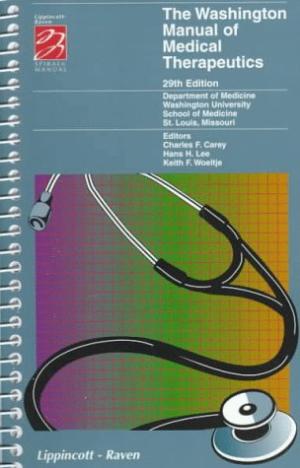 Lippincott-
Raven
SPIRAL®
MANUAL
The Washington
Manual of
Medical
Therapeutics
29th Edition
Department of Medicine
Washington University
School of Medicine
St. Louis, Missouri
Editors
Charles F. Carey
Hans H. Lee
Keith F. Woeltje
Lippincott - Raven